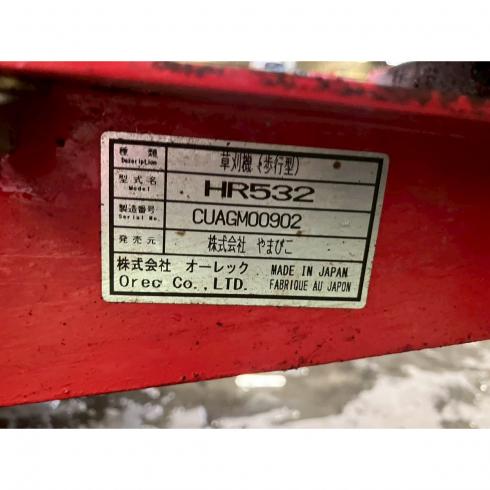 種類 Description 草刈機(歩行型)
型式名 Model HR532
製造番号 Serial No. CUAGM00902
発売元 株式会社 やまびこ
株式会社 オーレック MADE IN JAPAN
Orec Co.,LTD. FABRIQUE AU JAPON